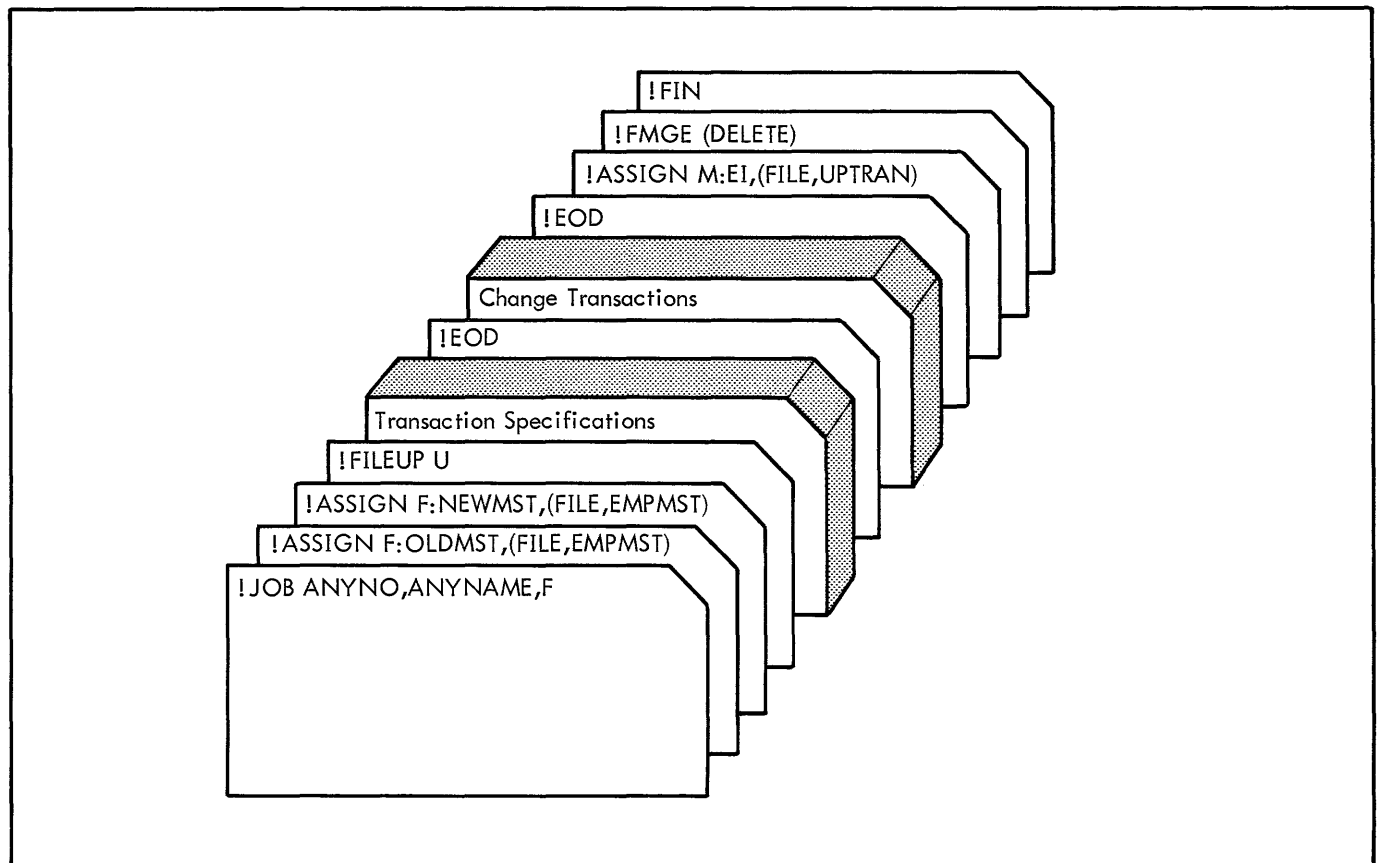 !FIN
!FMGE (DELETE)
!ASSIGN M:EI,(FILE,UPTRAN)
!EOD
Change Transactions
!EOD
Transaction Specifications
!FILEUP U
!ASSIGN F:NEWMST,(FILE,EMPMST)
!ASSIGN F:OLDMST,(FILE,EMPMST)
!JOB ANYNO,ANYNAME,F